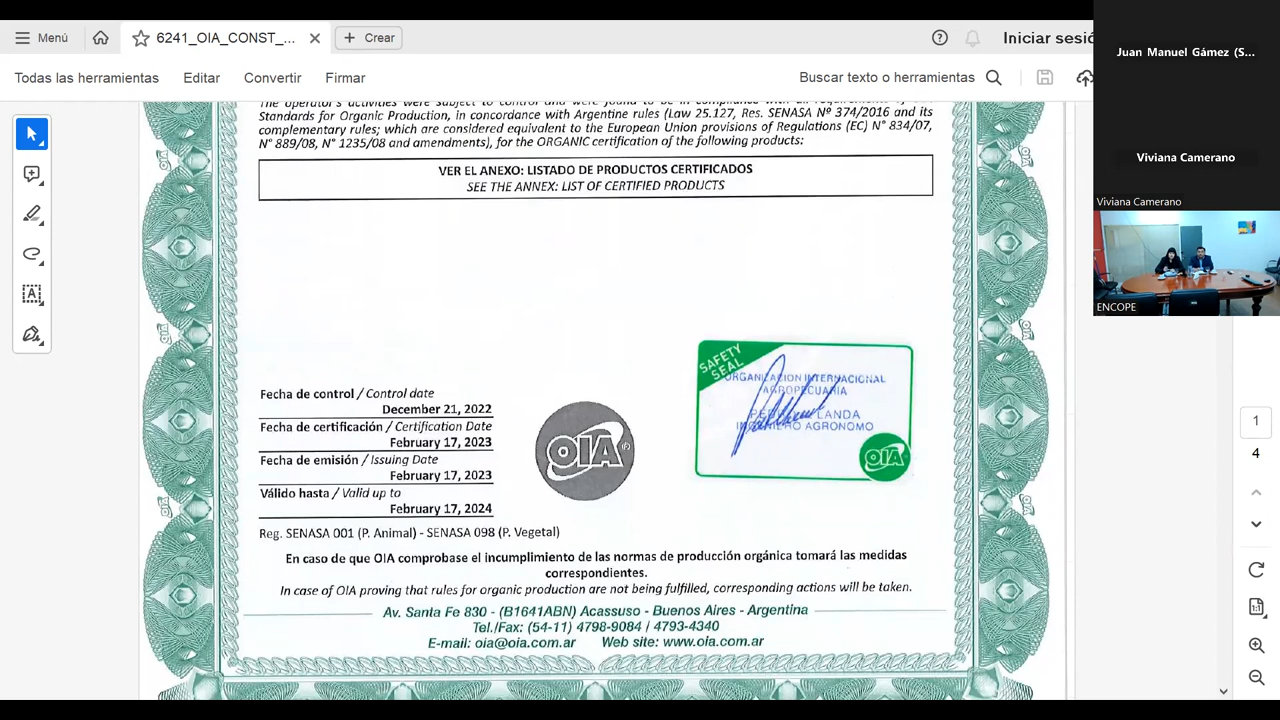 Menú
6241_OIA_CONST_...
Crear
Iniciar sesió
Todas las herramientas
Editar
Convertir
Firmar
Buscar texto o herramientas
Standards for Organic Production, in accordance with Argentine rules (Law 25.127, Res. SENASA Nº 374/2016 and its
complementary rules; which are considered equivalent to the European Union provisions of Regulations (EC) N° 834/07,
N° 889/08, N° 1235/08 and amendments), for the ORGANIC certification of the following products:
VER EL ANEXO: LISTADO DE PRODUCTOS CERTIFICADOS
SEE THE ANNEX: LIST OF CERTIFIED PRODUCTS
Fecha de control / Control date
December 21, 2022
Fecha de certificación / Certification Date
February 17, 2023
Fecha de emisión / Issuing Date
February 17, 2023
Válido hasta / Valid up to
February 17, 2024
OIA
SAFETY
SEAL
ORGANIZACION INTERNACIONAL
AGROPECUARIA
LANDA
INGENIERO AGRONOMO
OIA
Reg. SENASA 001 (P. Animal) - SENASA 098 (P. Vegetal)
En caso de que OIA comprobase el incumplimiento de las normas de producción orgánica tomará las medidas
correspondientes.
In case of OIA proving that rules for organic production are not being fulfilled, corresponding actions will be taken.
Av. Santa Fe 830 - (B1641ABN) Acassuso - Buenos Aires - Argentina
Tel./Fax: (54-11) 4798-9084 / 4793-4340
E-mail: oia@oia.com.ar Web site: www.oia.com.ar
Juan Manuel Gámez (S...
Viviana Camerano
Viviana Camerano
ENCOPE
1
4